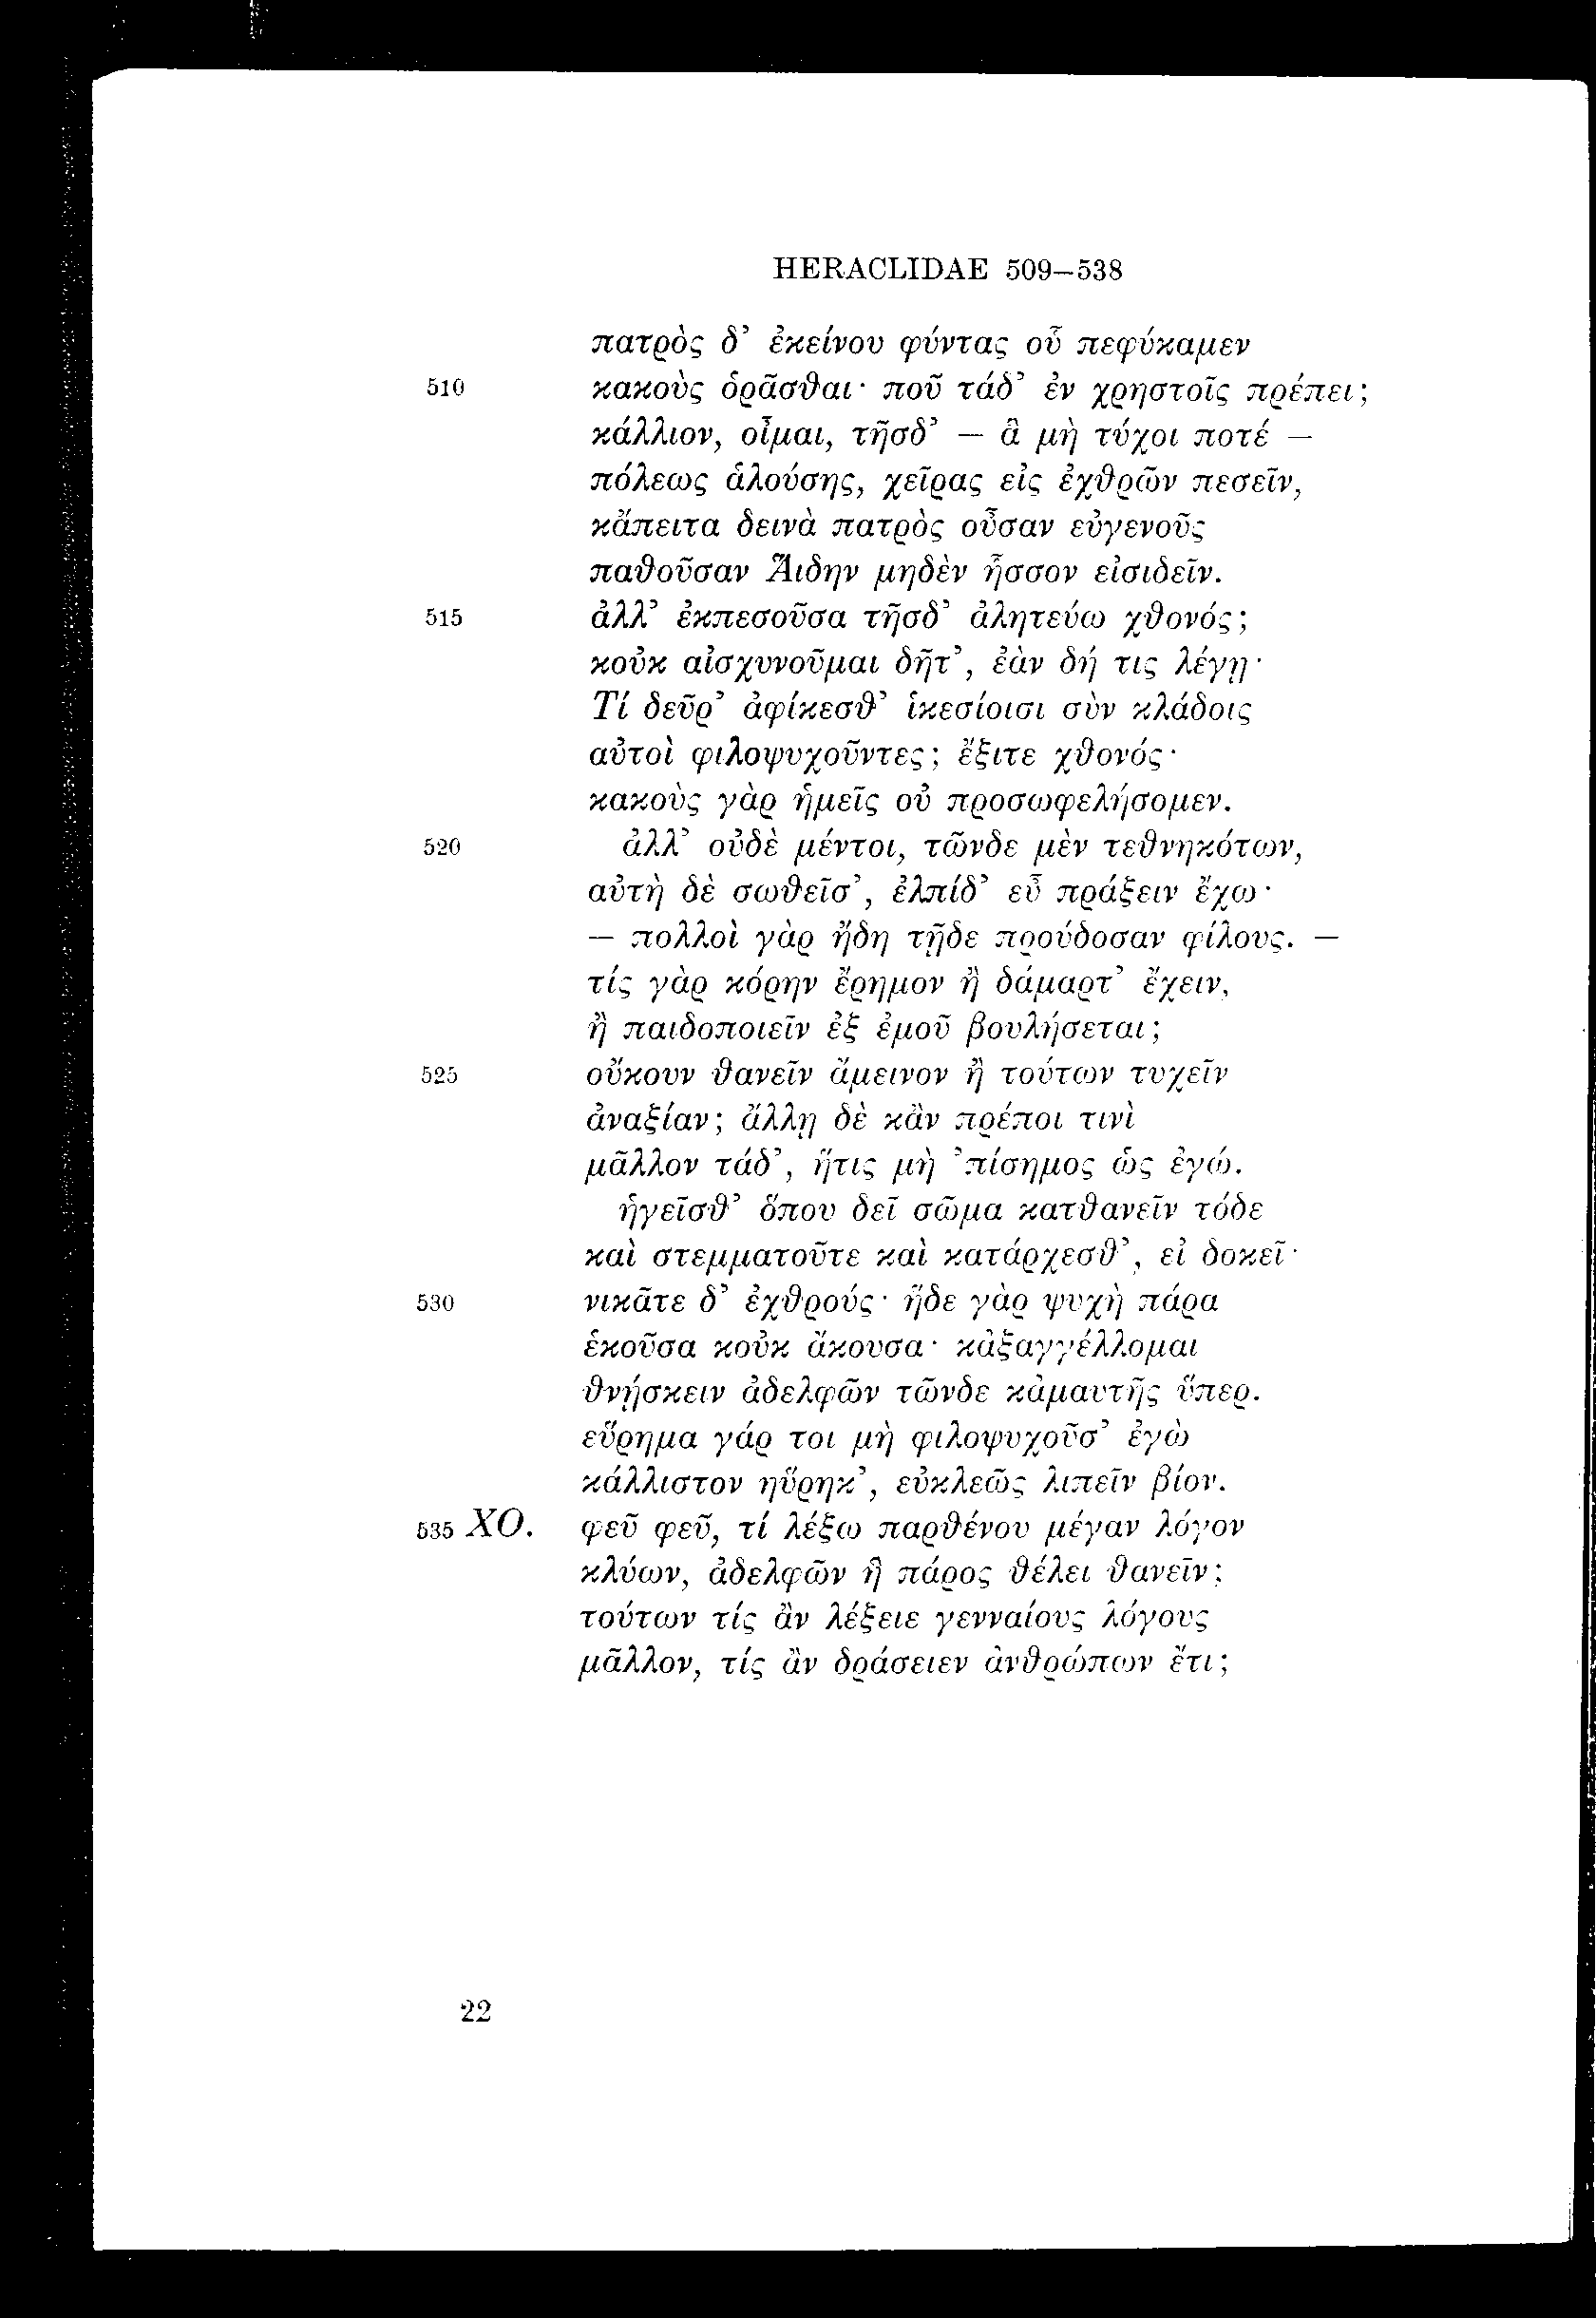 HERACLIDAE 509–538
πατρὸς δ’ ἐκείνου φύντας οὗ πεφύκαμεν
510 κακοὺς ὁρᾶσθαι· ποῦ τάδ’ ἐν χρηστοῖς πρέπει;
κάλλιον, οἶμαι, τῆσδ’ – ἃ μὴ τύχοι ποτέ –
πόλεως ἁλούσης, χεῖρας εἰς ἐχθρῶν πεσεῖν,
κἄπειτα δεινὰ πατρὸς οὖσαν εὐγενοῦς
παθοῦσαν Ἅιδην μηδὲν ἧσσον εἰσιδεῖν.
515 ἀλλ’ ἐκπεσοῦσα τῆσδ’ ἀλητεύω χθονός;
κοὐκ αἰσχυνοῦμαι δῆτ’, ἐὰν δή τις λέγῃ·
Τί δεῦρ’ ἀφίκεσθ’ ἱκεσίοισι σὺν κλάδοις
αὐτοὶ φιλοψυχοῦντες; ἔξιτε χθονός·
κακοὺς γὰρ ἡμεῖς οὐ προσωφελήσομεν.
520 ἀλλ’ οὐδὲ μέντοι, τῶνδε μὲν τεθνηκότων,
αὐτὴ δὲ σωθεῖσ’, ἐλπίδ’ εὖ πράξειν ἔχω·
– πολλοὶ γὰρ ἤδη τῇδε προύδοσαν φίλους. –
τίς γὰρ κόρην ἔρημον ἢ δάμαρτ’ ἔχειν,
ἢ παιδοποιεῖν ἐξ ἐμοῦ βουλήσεται;
525 οὔκουν θανεῖν ἄμεινον ἢ τούτων τυχεῖν
ἀναξίαν; ἄλλῃ δὲ κἂν πρέποι τινὶ
μᾶλλον τάδ’, ἥτις μὴ ’πίσημος ὡς ἐγώ.
ἡγεῖσθ’ ὅπου δεῖ σῶμα κατθανεῖν τόδε
καὶ στεμματοῦτε καὶ κατάρχεσθ’, εἰ δοκεῖ·
530 νικᾶτε δ’ ἐχθρούς· ἥδε γὰρ ψυχὴ πάρα
ἑκοῦσα κοὐκ ἄκουσα· κἀξαγγέλλομαι
θνῄσκειν ἀδελφῶν τῶνδε κἀμαυτῆς ὕπερ.
εὕρημα γάρ τοι μὴ φιλοψυχοῦσ’ ἐγὼ
κάλλιστον ηὕρηκ’, εὐκλεῶς λιπεῖν βίον.
535 ΧΟ. φεῦ φεῦ, τί λέξω παρθένου μέγαν λόγον
κλύων, ἀδελφῶν ἣ πάρος θέλει θανεῖν;
τούτων τίς ἂν λέξειε γενναίους λόγους
μᾶλλον, τίς ἂν δράσειεν ἀνθρώπων ἔτι;
22